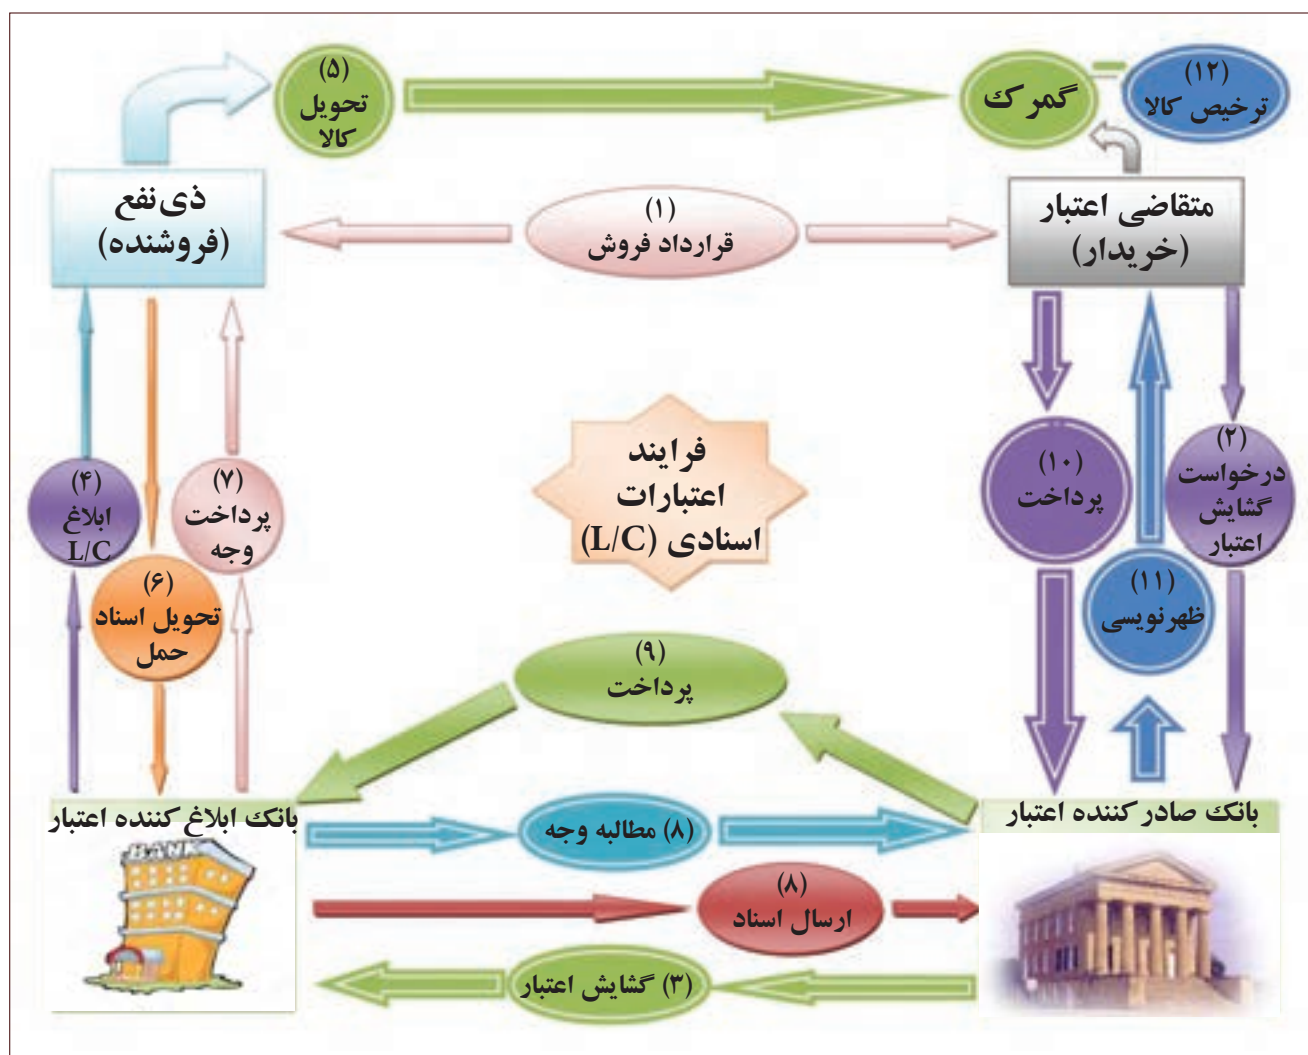 (۵)
تحویل
کالا
گمرک
(۱۲)
ترخیص کالا
ذی‌نفع
(فروشنده)
(۱)
قرارداد فروش
متقاضی اعتبار
(خریدار)
(۴)
ابلاغ
L/C
(۷)
پرداخت
وجه
(۶)
تحویل اسناد
حمل
فرایند
اعتبارات
اسنادی (L/C)
(۱۰)
پرداخت
(۲)
درخواست
گشایش
اعتبار
(۱۱)
ظهرنویسی
(۹)
پرداخت
بانک ابلاغ کننده اعتبار
بانک صادر کننده اعتبار
BANK
(۸) مطالبه وجه
(۸)
ارسال اسناد
(۳) گشایش اعتبار